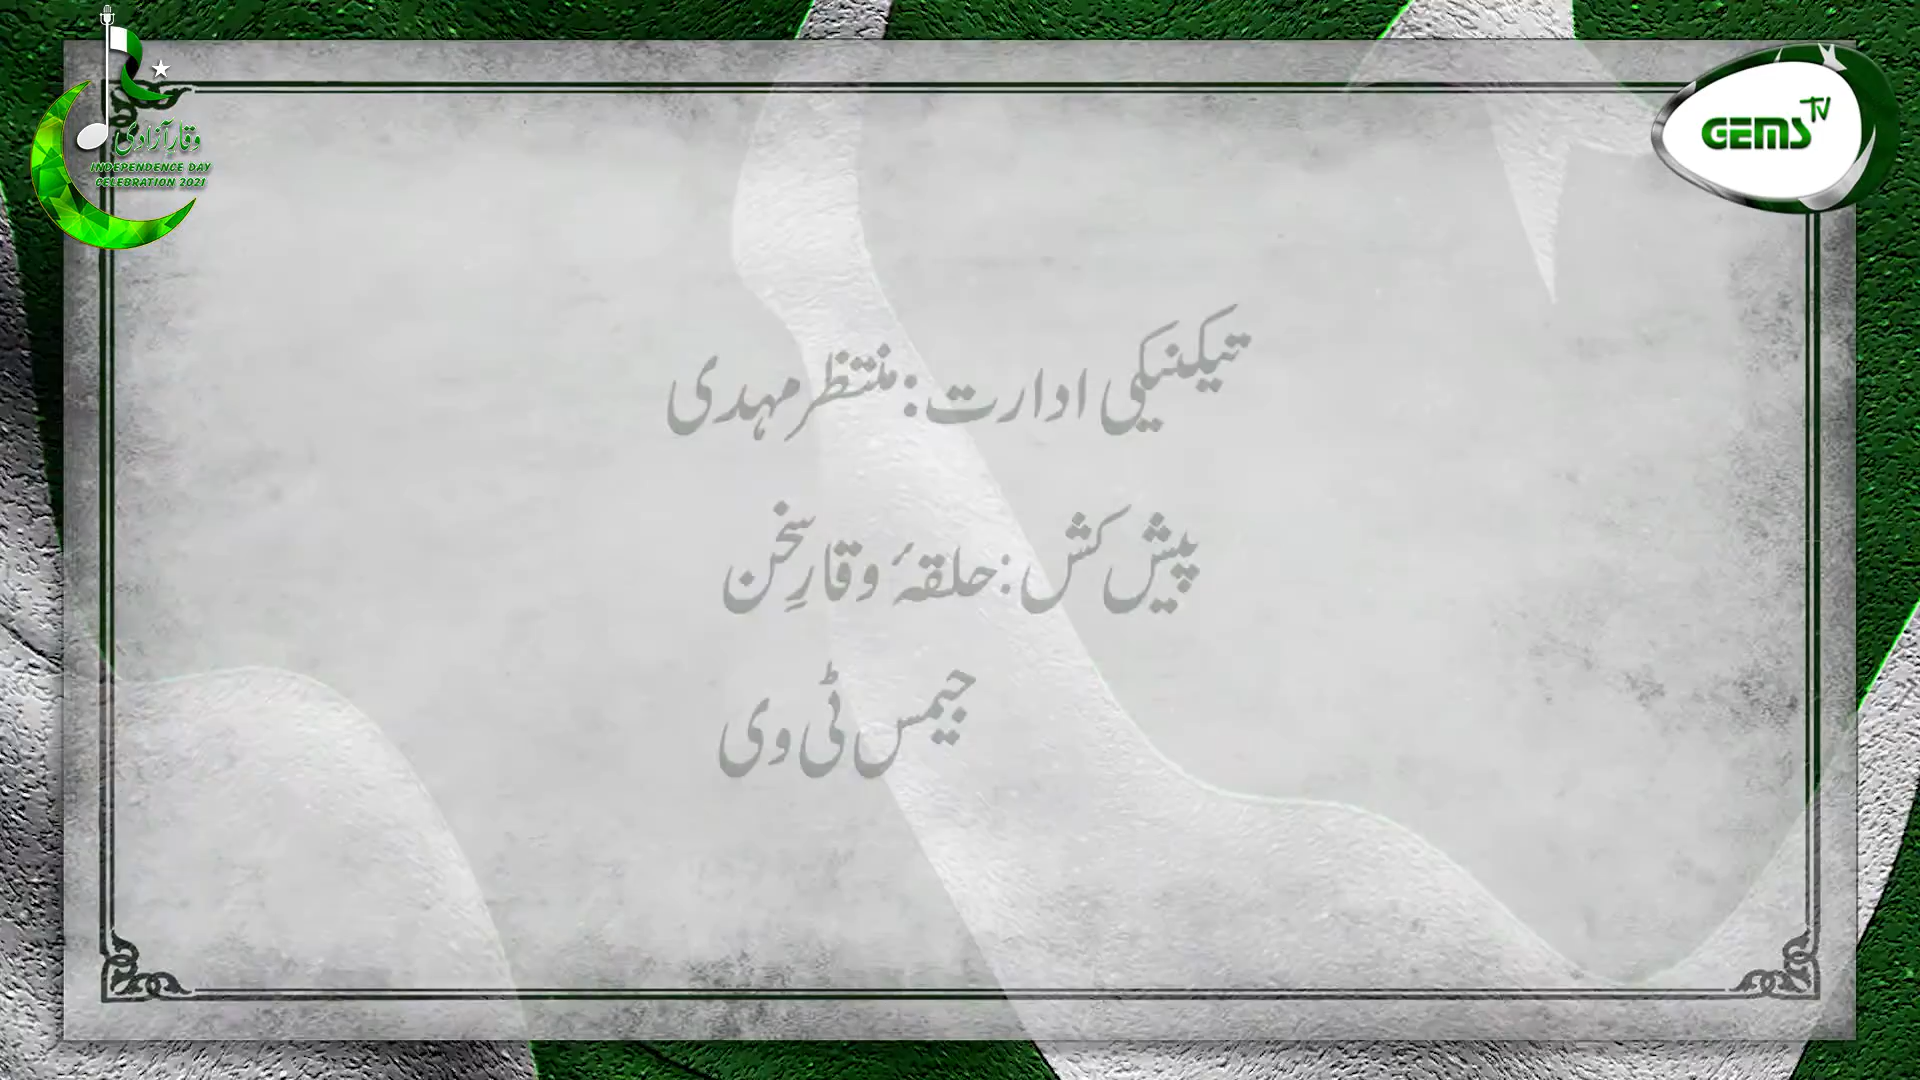 وقارِ آزادی
INDEPENDENCE DAY
CELEBRATION 2021
GEMS TV
تیکنیکی ادارت: منتظر مہدی
پیش کش: حلقۂ وقارِ سخن
جیمس ٹی وی